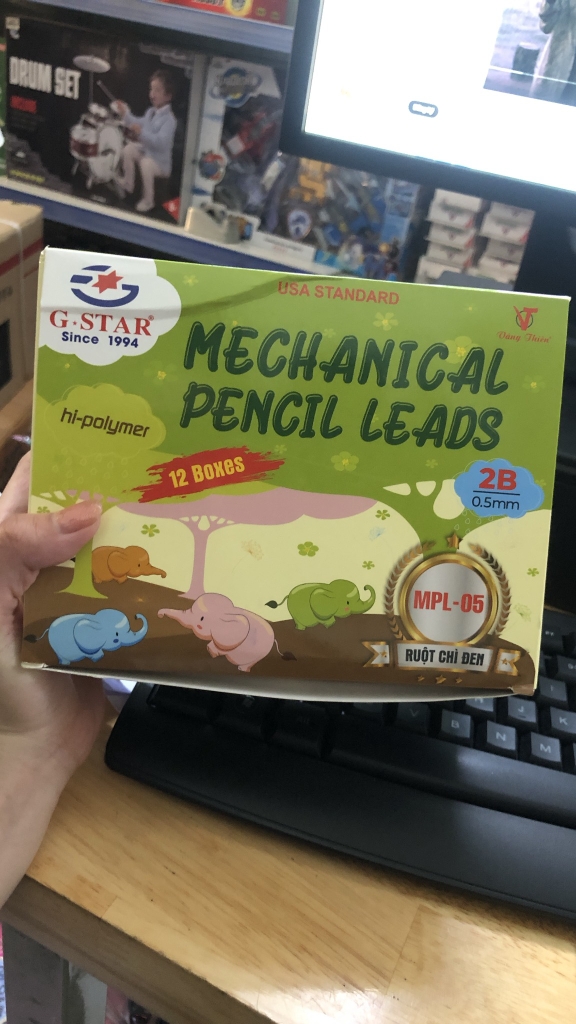 DRUM SET
USA STANDARD
G·STAR®
Since 1994
MECHANICAL
PENCIL LEADS
hi-polymer
12 Boxes
2B
0.5mm
MPL-05
RUỘT CHÌ ĐEN
V B N M
J K